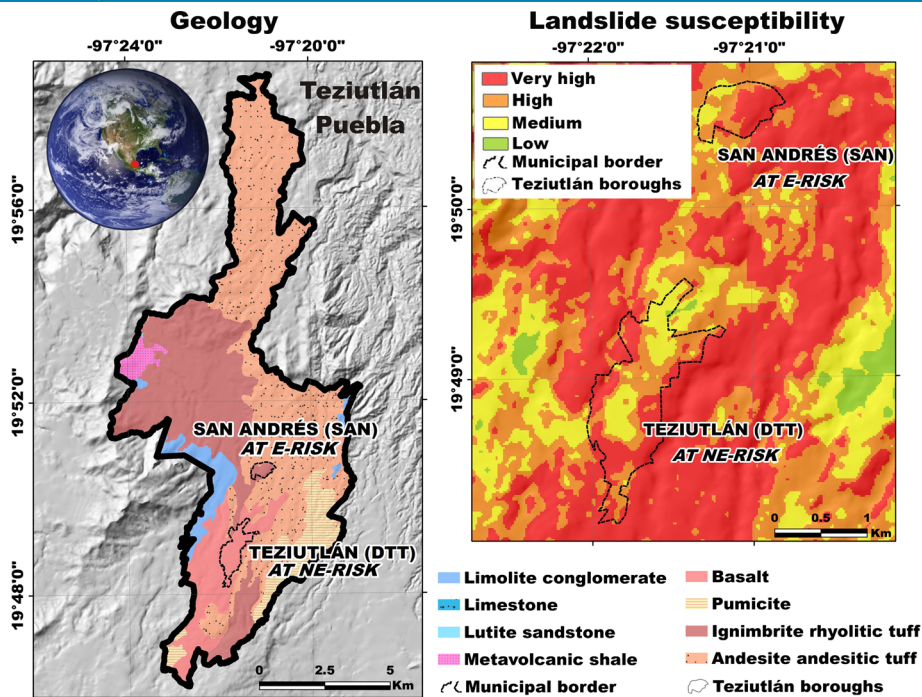 Geology
-97°24'0"
-97°20'0"
Teziutlán
Puebla
19°56'0"
19°52'0"
19°48'0"
SAN ANDRÉS (SAN)
AT E-RISK
TEZIUTLÁN (DTT)
AT NE-RISK
0 2.5 5
Km
Landslide susceptibility
-97°22'0"
-97°21'0"
Very high
High
Medium
Low
Municipal border
Teziutlán boroughs
19°50'0"
19°49'0"
SAN ANDRÉS (SAN)
AT E-RISK
TEZIUTLÁN (DTT)
AT NE-RISK
0 0.5 1
Km
Limolite conglomerate
Limestone
Lutite sandstone
Metavolcanic shale
Municipal border
Basalt
Pumicite
Ignimbrite rhyolitic tuff
Andesite andesitic tuff
Teziutlán boroughs